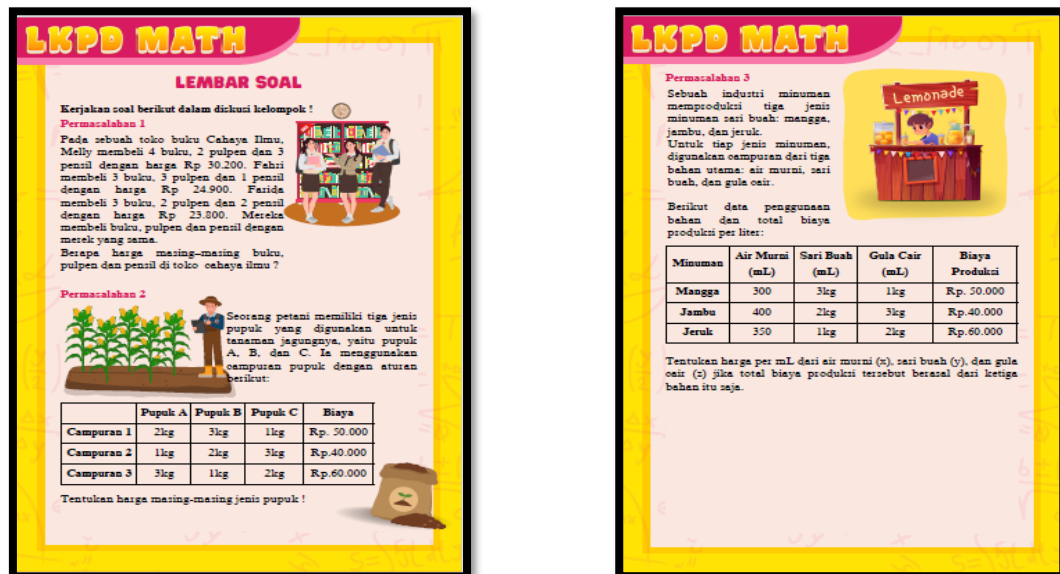 LKPD MATH
LEMBAR SOAL
Kerjakan soal berikut dalam diskusi kelompok !
Permasalahan 1
Pada sebuah toko buku Cahaya Ilmu,
Melly membeli 4 buku, 2 pulpen dan 3
pensil dengan harga Rp 30.200. Fahri
membeli 3 buku, 3 pulpen dan 1 pensil
dengan harga Rp 24.900. Farida
membeli 3 buku, 2 pulpen dan 2 pensil
dengan harga Rp 23.800. Mereka
membeli buku, pulpen dan pensil dengan
merek yang sama.
Berapa harga masing-masing buku,
pulpen dan pensil di toko cahaya ilmu ?
Permasalahan 2
Seorang petani memiliki tiga jenis
pupuk yang digunakan untuk
tanaman jagungnya, yaitu pupuk
A, B, dan C. Ia menggunakan
campuran pupuk dengan aturan
berikut:
Pupuk A Pupuk B Pupuk C Biaya
Campuran 1 2kg 3kg 1kg Rp. 50.000
Campuran 2 1kg 2kg 3kg Rp.40.000
Campuran 3 3kg 1kg 2kg Rp.60.000
Tentukan harga masing-masing jenis pupuk !
LKPD MATH
Permasalahan 3
Sebuah industri minuman
memproduksi tiga jenis
minuman sari buah: mangga,
jambu, dan jeruk.
Untuk tiap jenis minuman,
digunakan campuran dari tiga
bahan utama: air murni, sari
buah, dan gula cair.
Lemonade
Berikut data penggunaan
bahan dan total biaya
produksi per liter:
Minuman Air Murni (mL) Sari Buah (mL) Gula Cair (mL) Biaya Produksi
Mangga 300 3kg 1kg Rp. 50.000
Jambu 400 2kg 3kg Rp.40.000
Jeruk 350 1kg 2kg Rp.60.000
Tentukan harga per mL dari air murni (x), sari buah (y), dan gula
cair (z) jika total biaya produksi tersebut berasal dari ketiga
bahan itu saja.